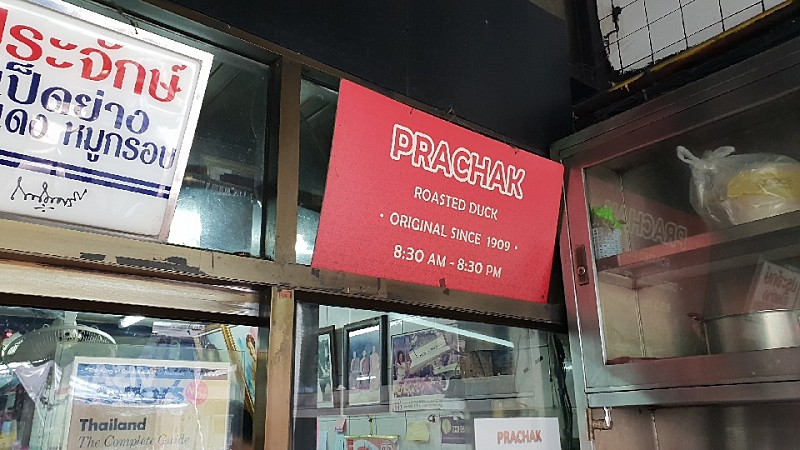 ประจักษ์
เป็ดย่าง
แดง หมูกรอบ
PRACHAK
ROASTED DUCK
• ORIGINAL SINCE 1909 •
8:30 AM - 8:30 PM
PRACHAK
Thailand
The Complete Guide
PRACHAK